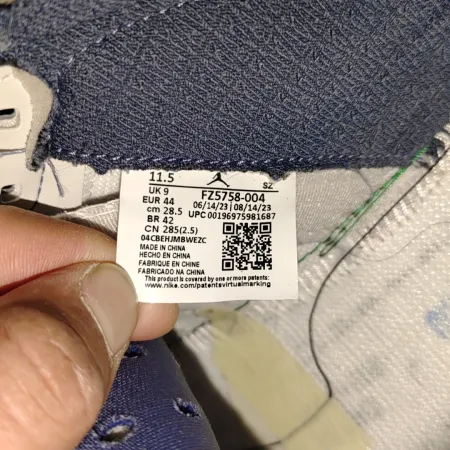 11.5 SZ
UK 9 FZ5758-004
EUR 44 06/14/23 | 08/14/23
cm 28.5 UPC 00196975981687
BR 42
CN 285(2.5)
04CBEHJMBWEZC
MADE IN CHINA
HECHO EN CHINA
FABRIQUE EN CHINE
FABRICADO NA CHINA
This product is covered by one or more patents:
www.nike.com/patentsvirtualmarking